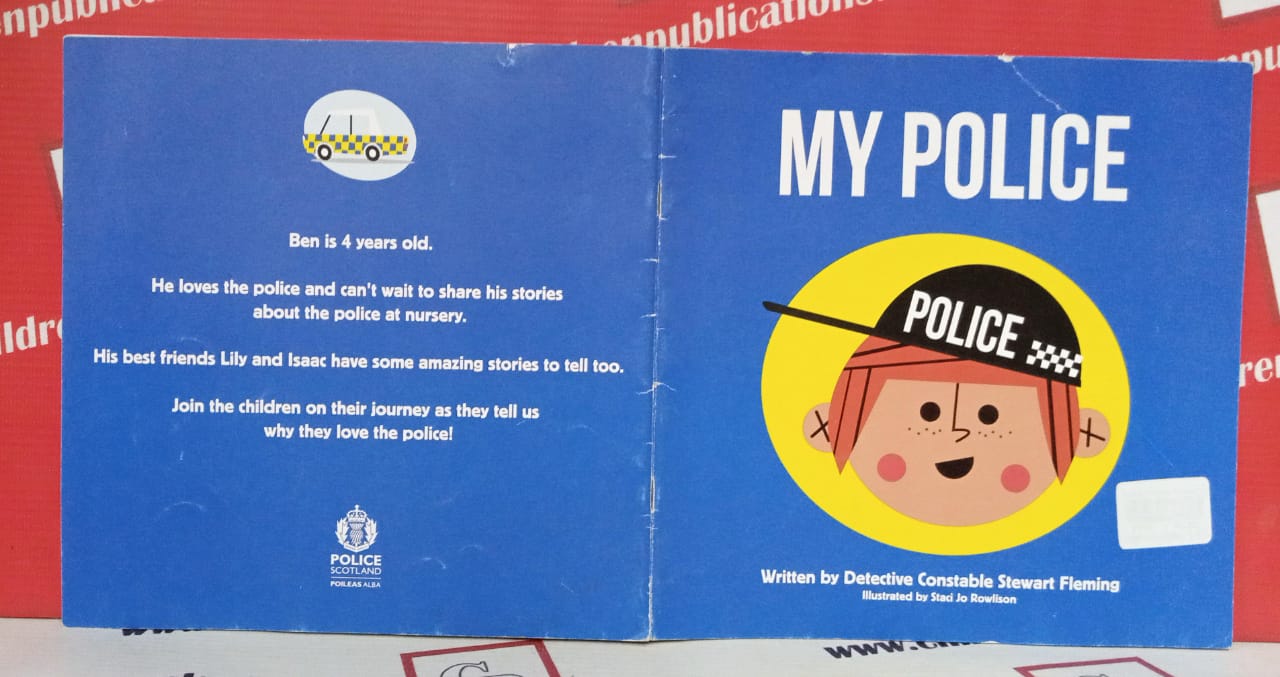 Ben is 4 years old.
He loves the police and can't wait to share his stories
about the police at nursery.
His best friends Lily and Isaac have some amazing stories to tell too.
Join the children on their journey as they tell us
why they love the police!
POLICE
SCOTLAND
POILEAS ALBA
MY POLICE
POLICE
Written by Detective Constable Stewart Fleming
Illustrated by Staci Jo Rowlison